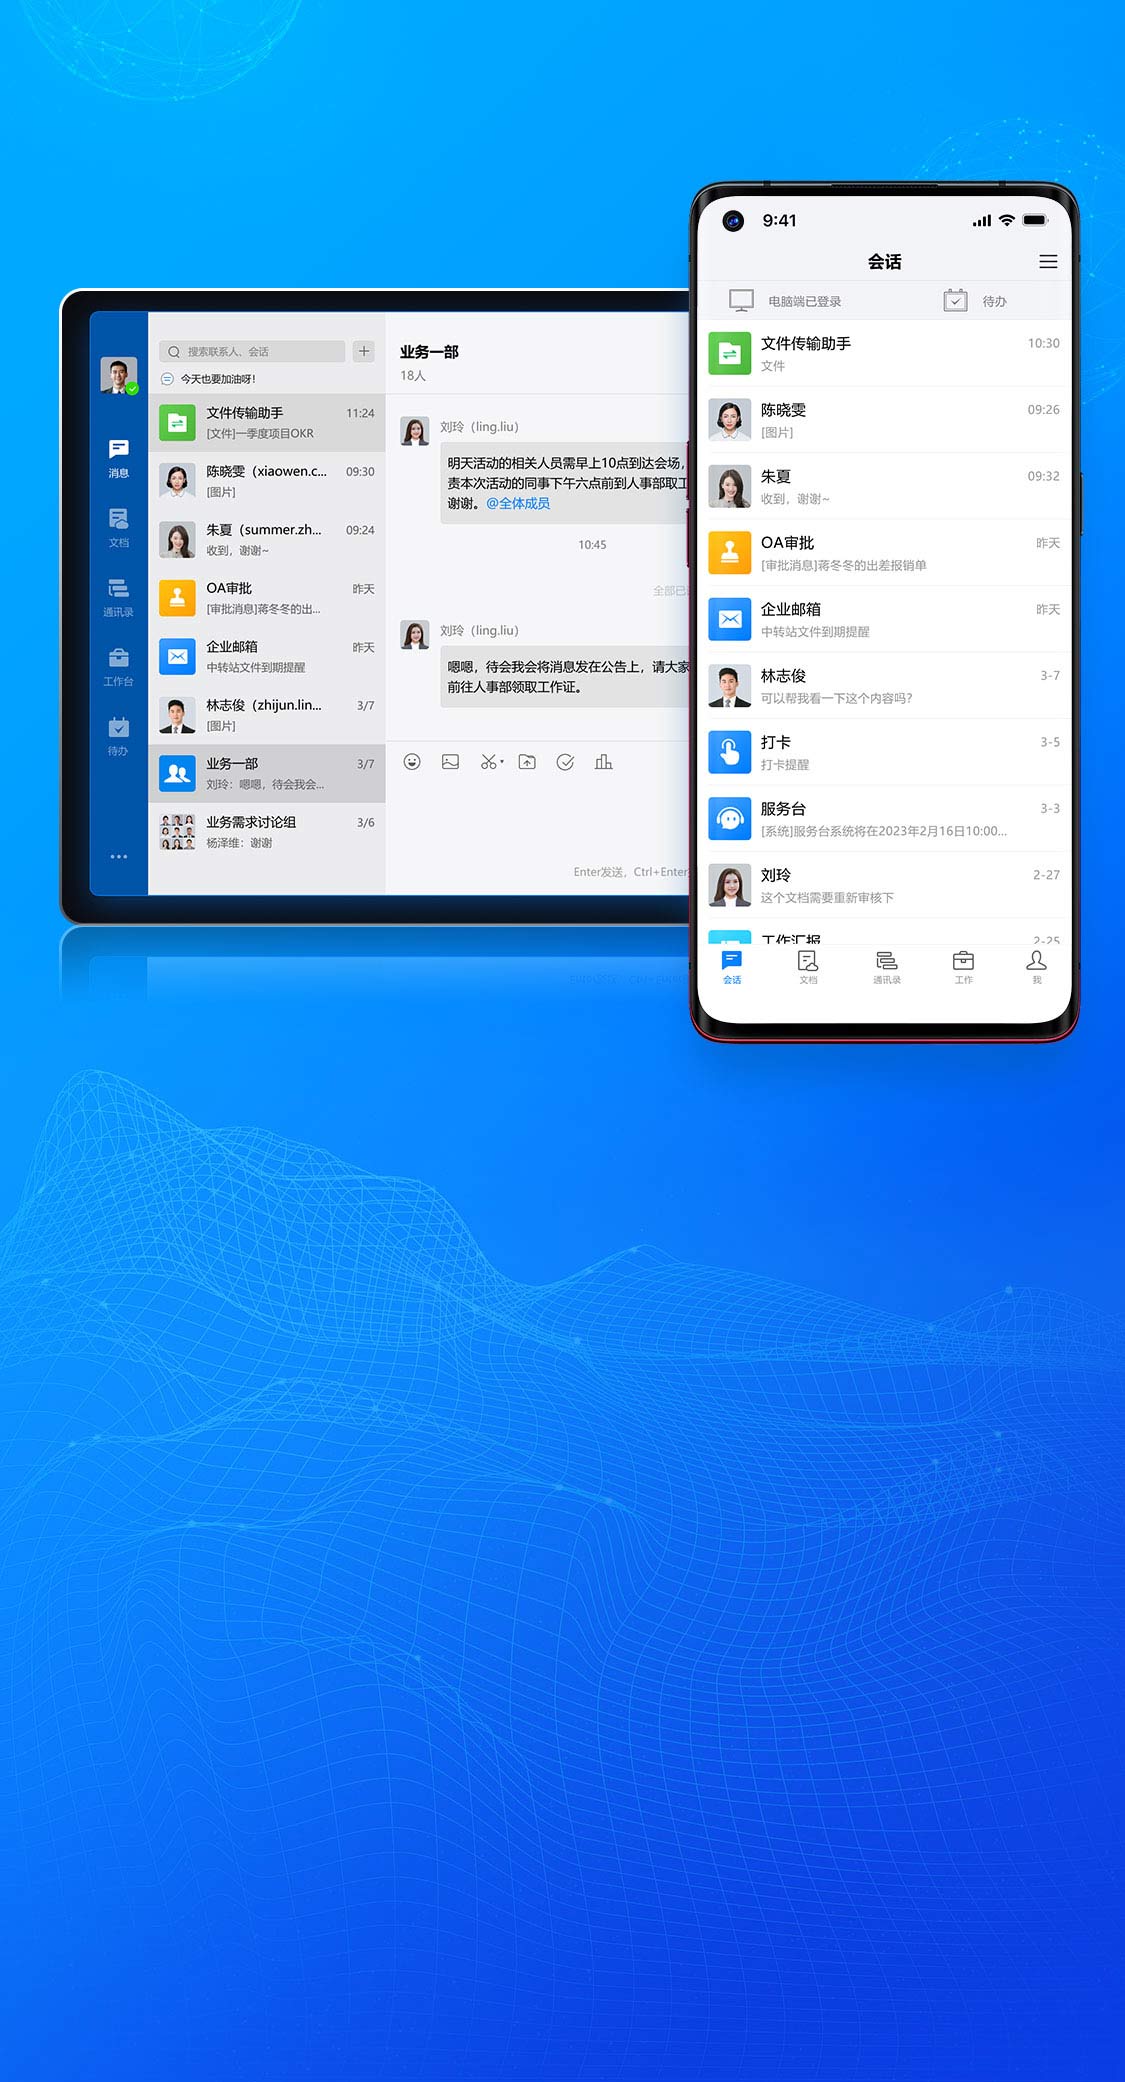 搜索联系人、会话
今天也要加油呀!
文件传输助手 11:24
[文件]一季度项目OKR
陈晓雯（xiaowen.c... 09:30
[图片]
朱夏（summer.zh... 09:24
收到，谢谢~
OA审批 昨天
[审批消息]蒋冬冬的出...
企业邮箱 昨天
中转站文件到期提醒
林志俊（zhijun.lin... 3/7
[图片]
业务一部 3/7
刘玲：嗯嗯，待会我会...
业务需求讨论组 3/6
杨泽维：谢谢
消息
文档
通讯录
工作台
待办
业务一部
18人
刘玲（ling.liu）
明天活动的相关人员需早上10点到达会场，
责本次活动的同事下午六点前到人事部取工
谢谢。@全体成员
10:45
全部已
刘玲（ling.liu）
嗯嗯，待会我会将消息发在公告上，请大家
前往人事部领取工作证。
Enter发送，Ctrl+Enter
9:41
会话
电脑端已登录 待办
文件传输助手 10:30
文件
陈晓雯 09:26
[图片]
朱夏 09:32
收到，谢谢~
OA审批 昨天
[审批消息]蒋冬冬的出差报销单
企业邮箱 昨天
中转站文件到期提醒
林志俊 3-7
可以帮我看一下这个内容吗?
打卡 3-5
打卡提醒
服务台 3-3
[系统]服务台系统将在2023年2月16日10:00...
刘玲 2-27
这个文档需要重新审核下
工作汇报 2-25
会话 文档 通讯录 工作 我